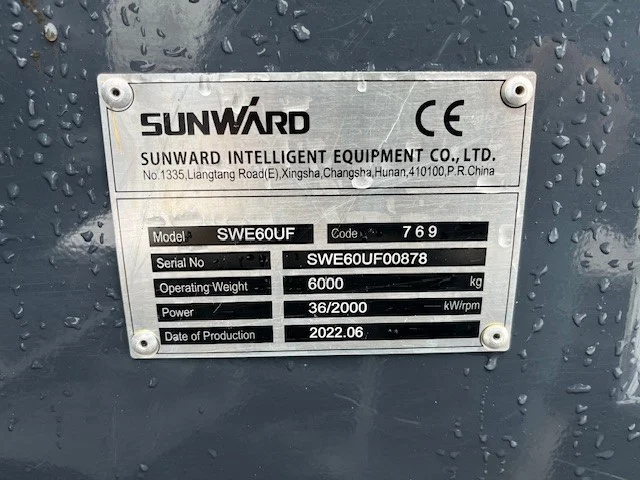 SUNWARD CE
SUNWARD INTELLIGENT EQUIPMENT CO., LTD.
No.1335,Liangtang Road(E),Xingsha,Changsha,Hunan,410100,P.R.China
Model SWE60UF Code 769
Serial No SWE60UF00878
Operating Weight 6000 kg
Power 36/2000 kW/rpm
Date of Production 2022.06